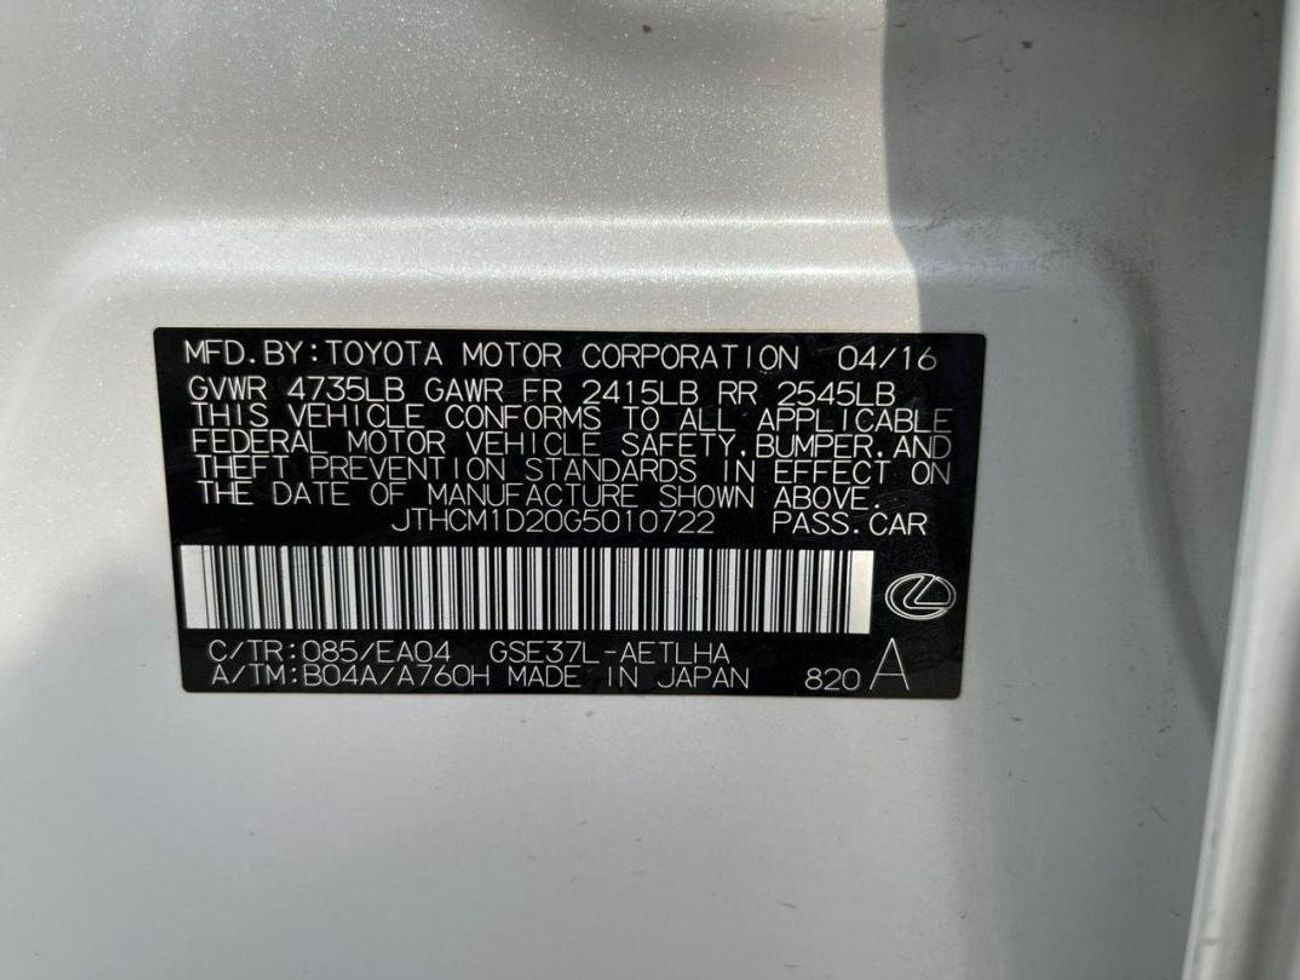 MFD.BY:TOYOTA MOTOR CORPORATION 04/16
GVWR 4735LB GAWR FR 2415LB RR 2545LB
THIS VEHICLE CONFORMS TO ALL APPLICABLE
FEDERAL MOTOR VEHICLE SAFETY,BUMPER,AND
THEFT PREVENTION STANDARDS IN EFFECT ON
THE DATE OF MANUFACTURE SHOWN ABOVE.
JTHCM1D20G5010722 PASS.CAR
C/TR:085/EA04 GSE37L-AETLHA
A/TM:B04A/A760H MADE IN JAPAN 820 A